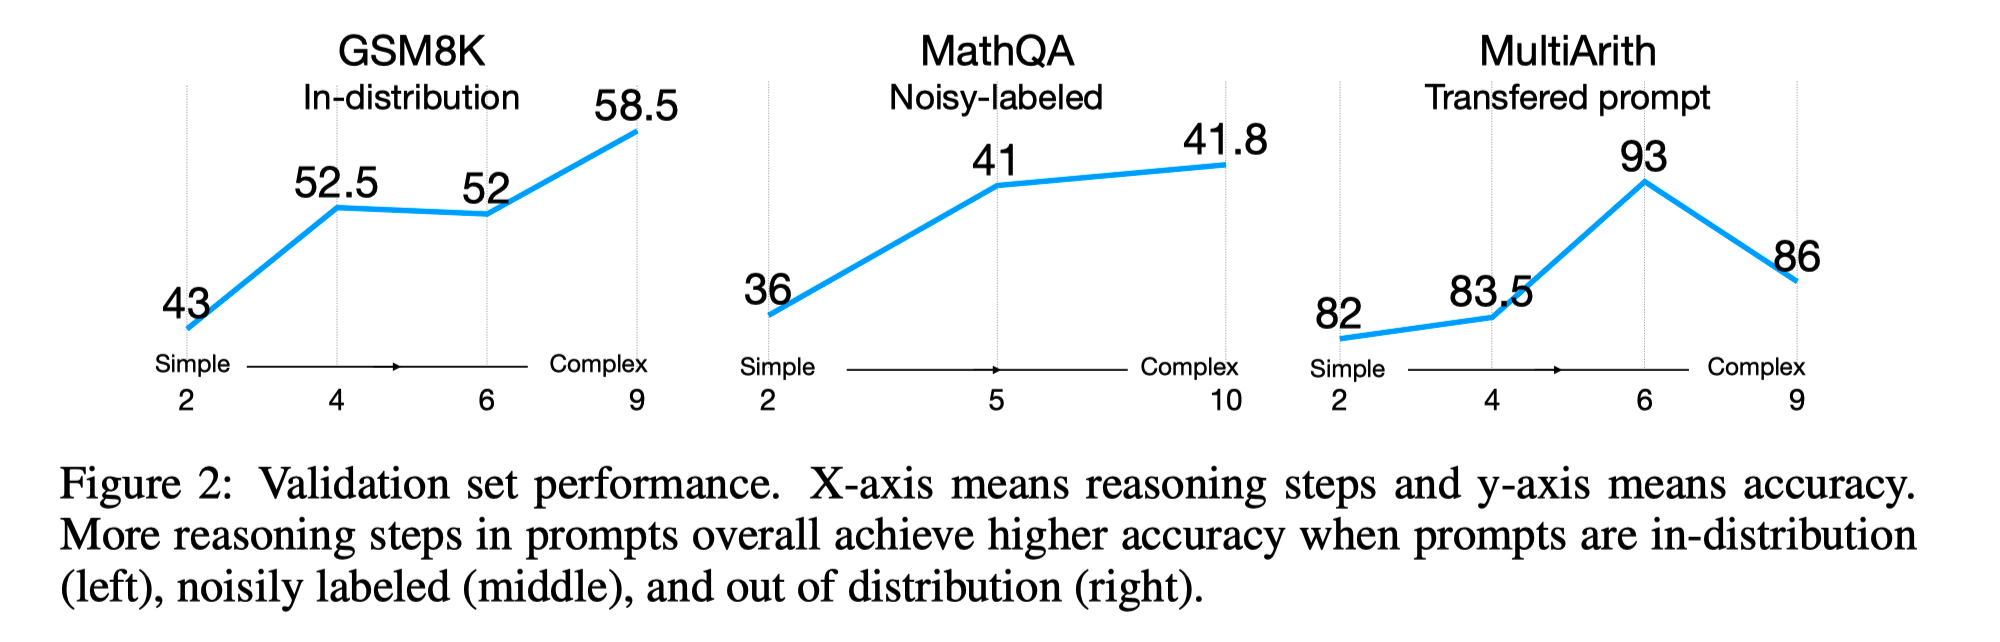 GSM8K
In-distribution
43
52.5
52
58.5
Simple
Complex
2
4
6
9
MathQA
Noisy-labeled
36
41
41.8
Simple
Complex
2
5
10
MultiArith
Transfered prompt
82
83.5
93
86
Simple
Complex
2
4
6
9
Figure 2: Validation set performance. X-axis means reasoning steps and y-axis means accuracy.
More reasoning steps in prompts overall achieve higher accuracy when prompts are in-distribution
(left), noisily labeled (middle), and out of distribution (right).